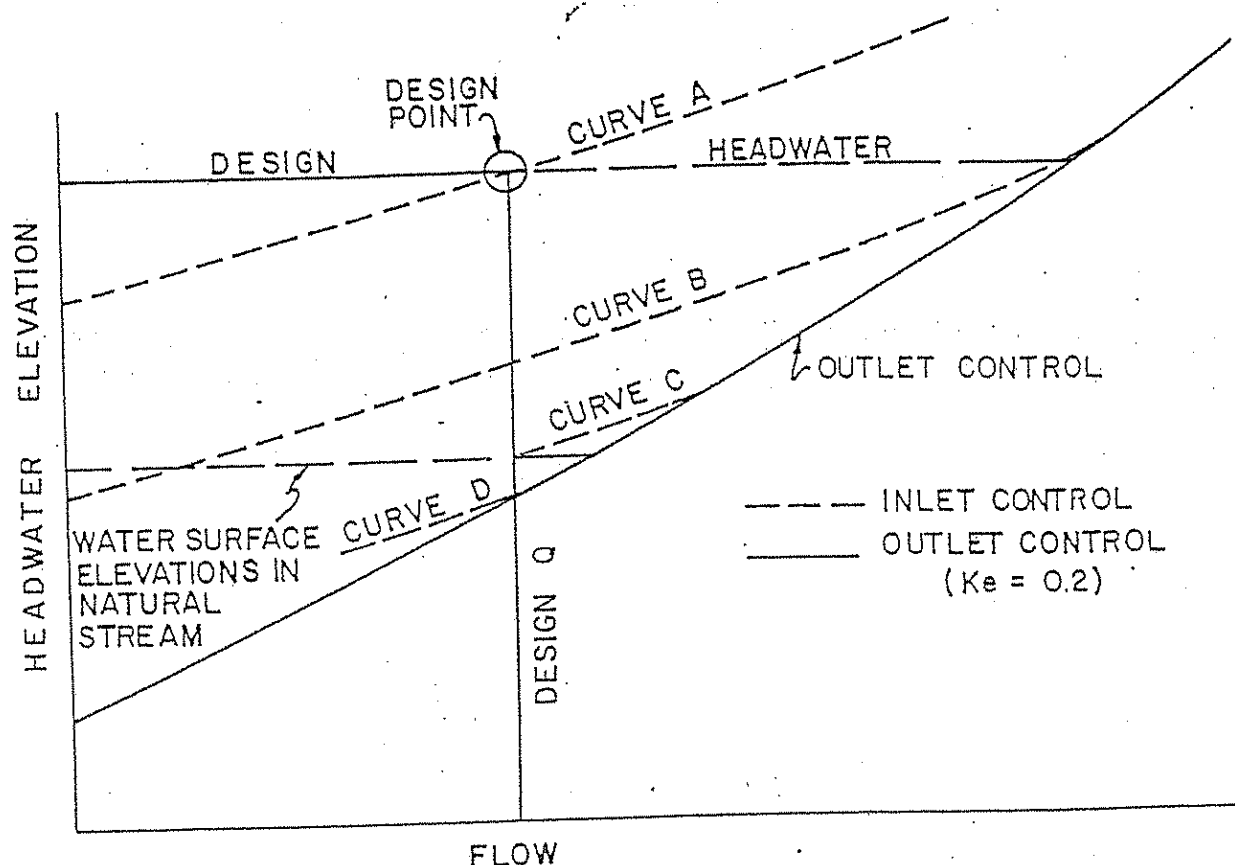 DESIGN
POINT
CURVE A
DESIGN
HEADWATER
HEADWATER ELEVATION
CURVE B
OUTLET CONTROL
CURVE C
CURVE D
WATER SURFACE
ELEVATIONS IN
NATURAL
STREAM
DESIGN Q
INLET CONTROL
OUTLET CONTROL
(Ke = 0.2)
FLOW